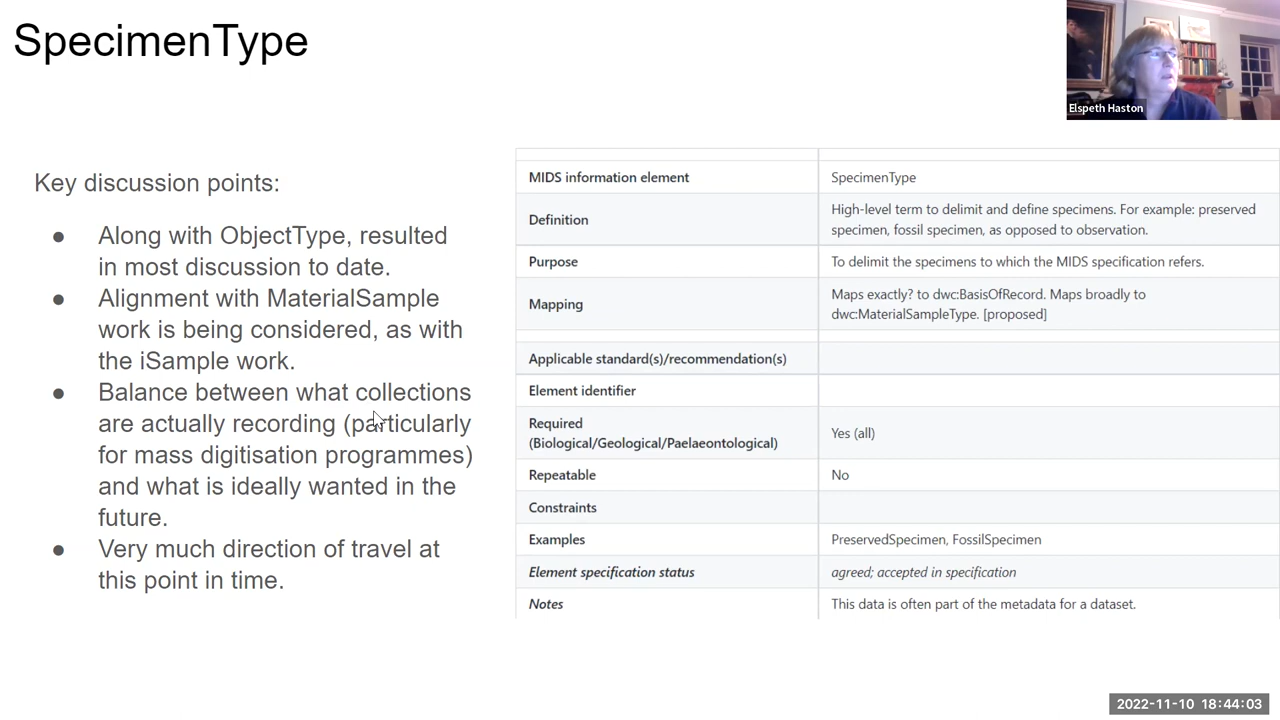 SpecimenType
Elspeth Haston
Key discussion points:
● Along with ObjectType, resulted
in most discussion to date.
● Alignment with MaterialSample
work is being considered, as with
the iSample work.
● Balance between what collections
are actually recording (particularly
for mass digitisation programmes)
and what is ideally wanted in the
future.
● Very much direction of travel at
this point in time.
MIDS information element SpecimenType
Definition High-level term to delimit and define specimens. For example: preserved
specimen, fossil specimen, as opposed to observation.
Purpose To delimit the specimens to which the MIDS specification refers.
Mapping Maps exactly? to dwc:BasisOfRecord. Maps broadly to
dwc:MaterialSampleType. [proposed]
Applicable standard(s)/recommendation(s)
Element identifier
Required
(Biological/Geological/Paelaeontological) Yes (all)
Repeatable No
Constraints
Examples PreservedSpecimen, FossilSpecimen
Element specification status agreed; accepted in specification
Notes This data is often part of the metadata for a dataset.
2022-11-10 18:44:03